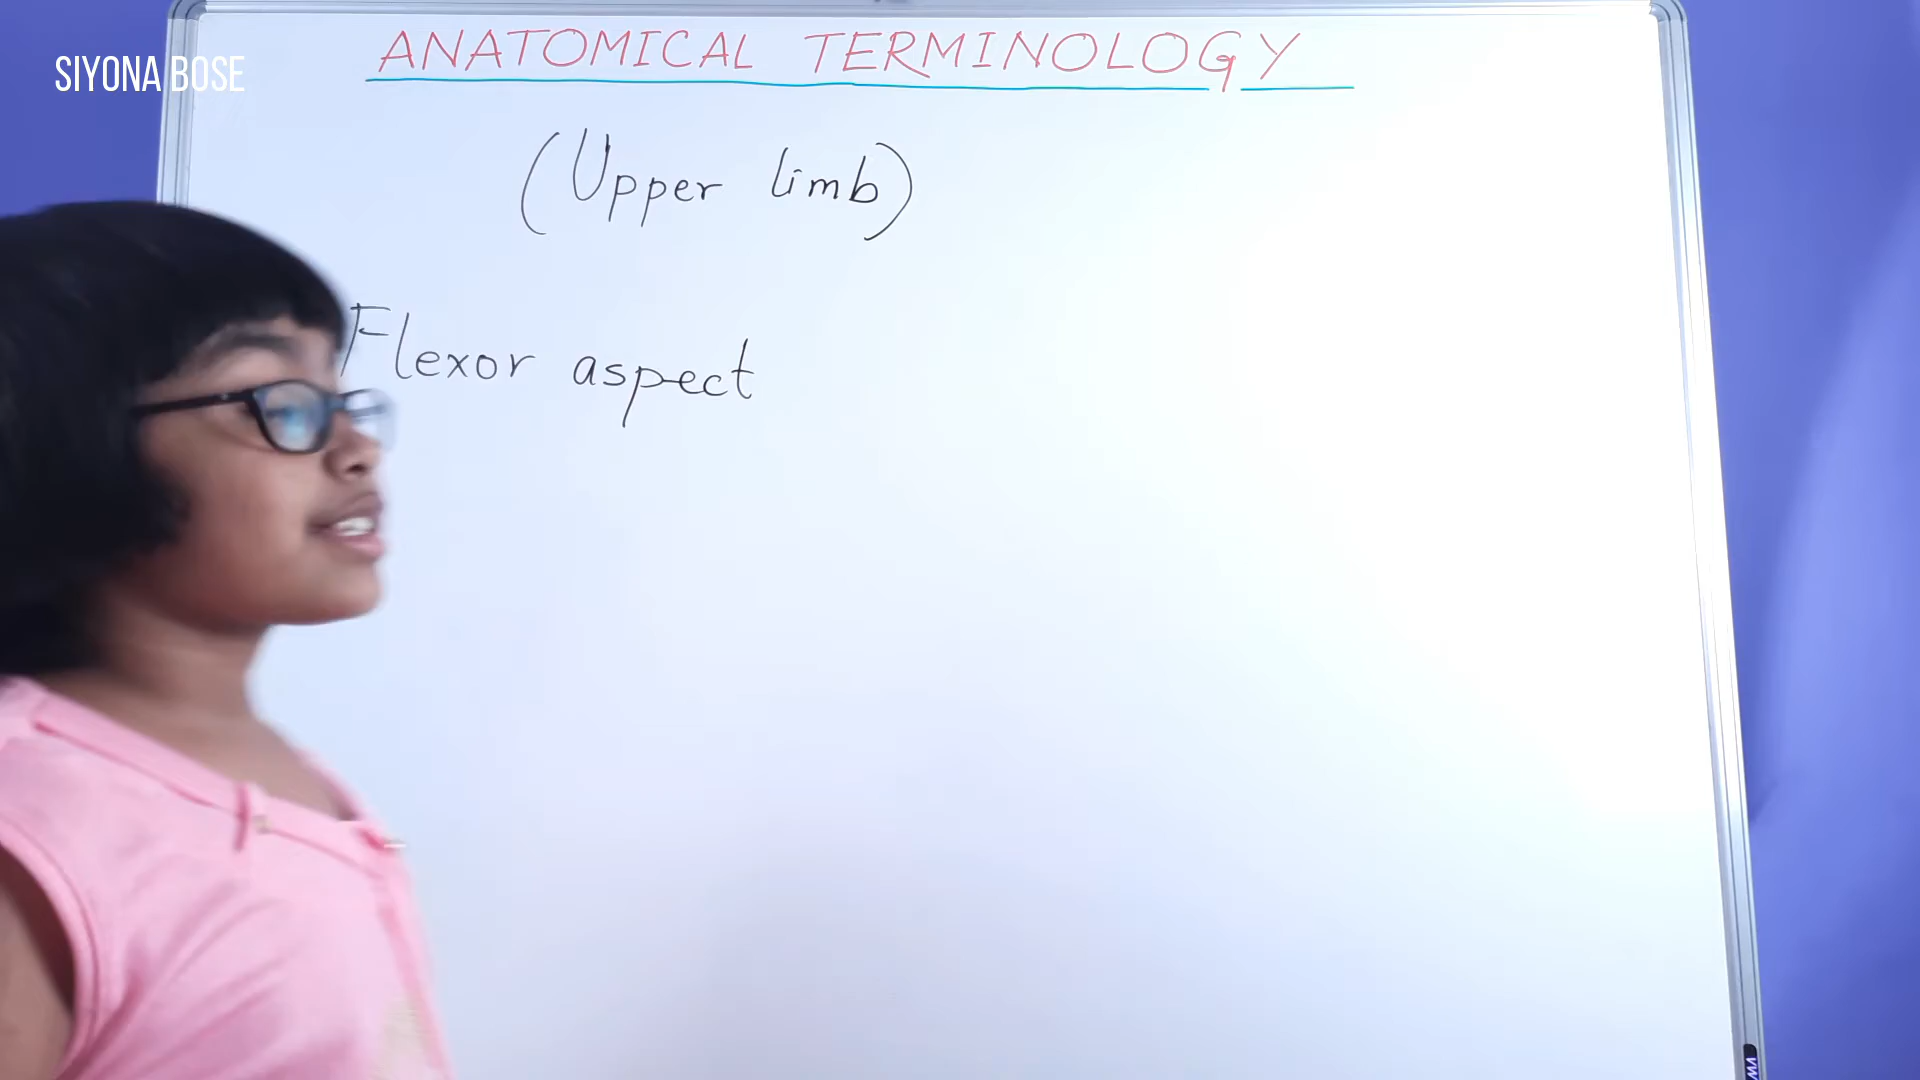 SIYONA BOSE
ANATOMICAL TERMINOLOGY
(Upper limb)
Flexor aspect